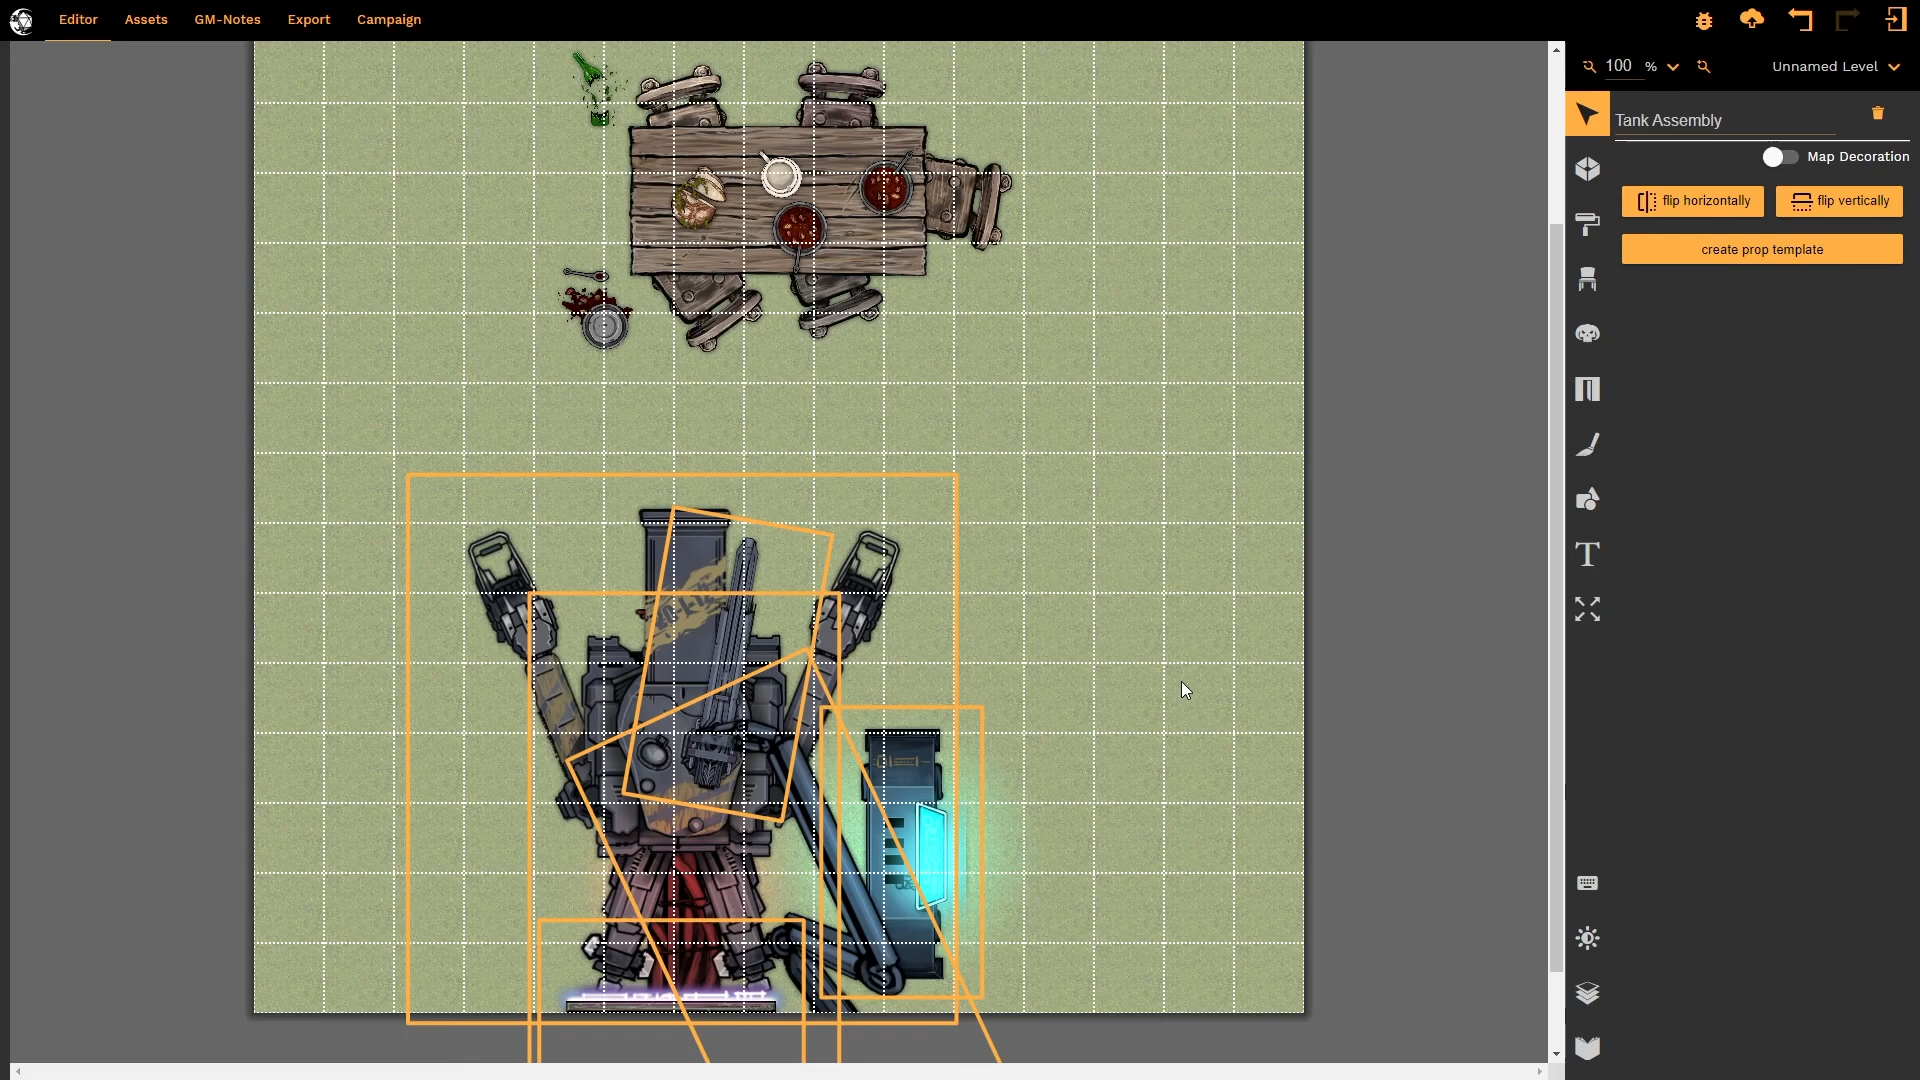 Editor
Assets
GM-Notes
Export
Campaign
100 %
Unnamed Level
Tank Assembly
Map Decoration
flip horizontally
flip vertically
create prop template